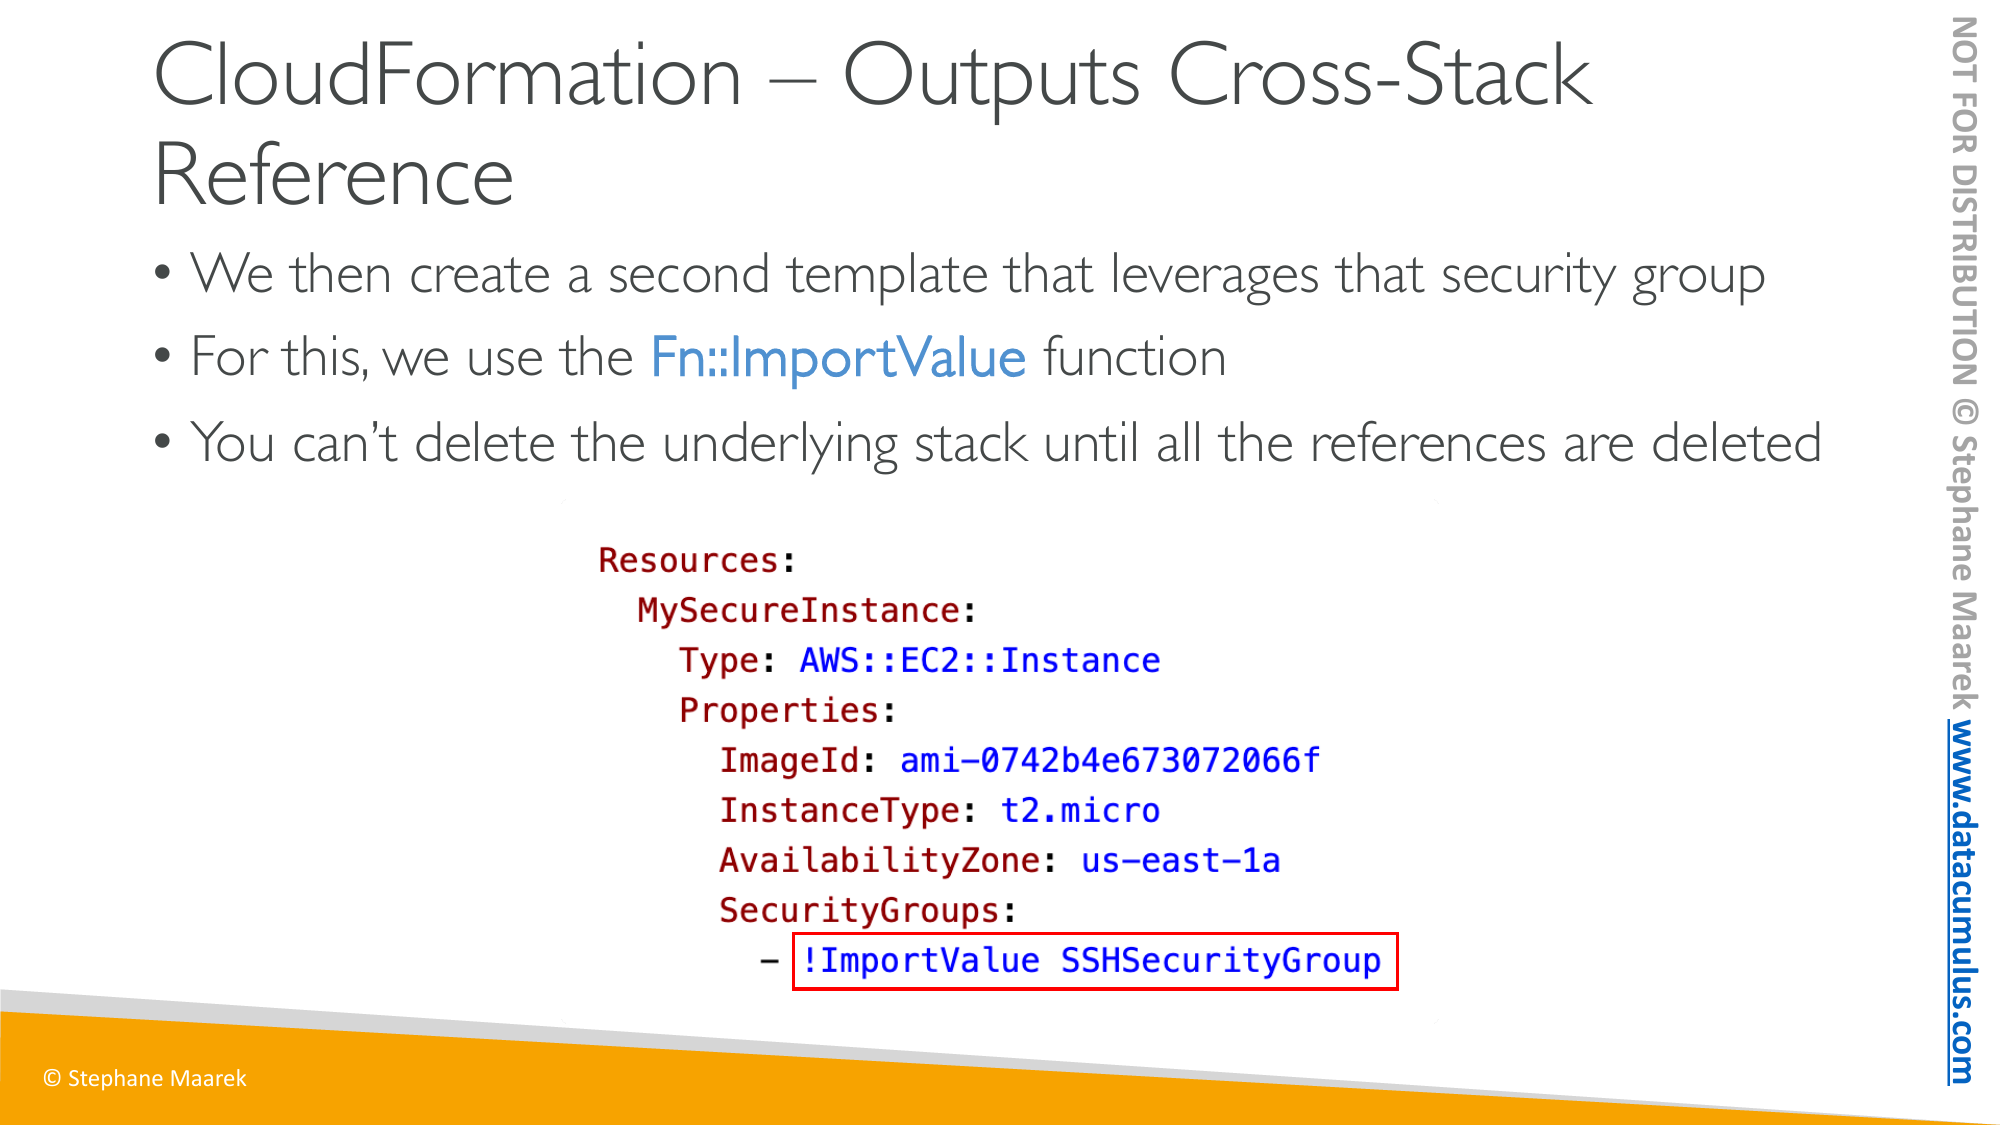 CloudFormation – Outputs Cross-Stack
Reference
• We then create a second template that leverages that security group
• For this, we use the Fn::ImportValue function
• You can’t delete the underlying stack until all the references are deleted
Resources:
  MySecureInstance:
    Type: AWS::EC2::Instance
    Properties:
      ImageId: ami-0742b4e673072066f
      InstanceType: t2.micro
      AvailabilityZone: us-east-1a
      SecurityGroups:
        - !ImportValue SSHSecurityGroup
© Stephane Maarek
NOT FOR DISTRIBUTION © Stephane Maarek www.datacumulus.com